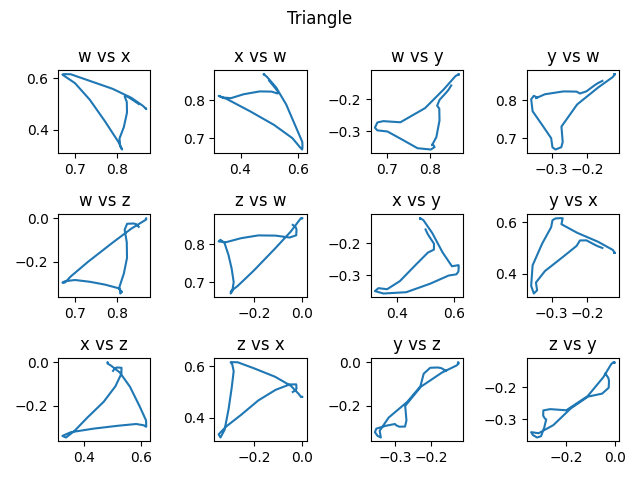 Triangle
w vs x
x vs w
w vs y
y vs w
0.6
0.4
0.7 0.8
0.8
0.7
0.4 0.6
−0.2
−0.3
0.7 0.8
0.8
0.7
−0.3 −0.2
w vs z
z vs w
x vs y
y vs x
0.0
−0.2
0.7 0.8
0.8
0.7
−0.2 0.0
−0.2
−0.3
0.4 0.6
0.6
0.4
−0.3 −0.2
x vs z
z vs x
y vs z
z vs y
0.0
−0.2
0.4 0.6
0.6
0.4
−0.2 0.0
0.0
−0.2
−0.3 −0.2
−0.2
−0.3
−0.2 0.0